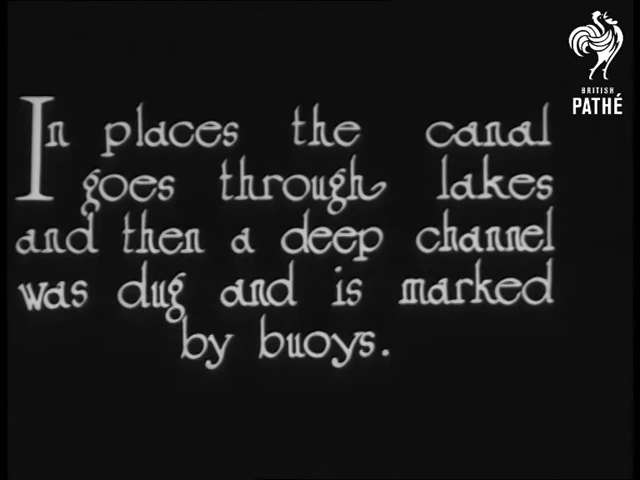 BRITISH
PATHÉ
In places the canal
goes through lakes
and then a deep channel
was dug and is marked
by buoys.